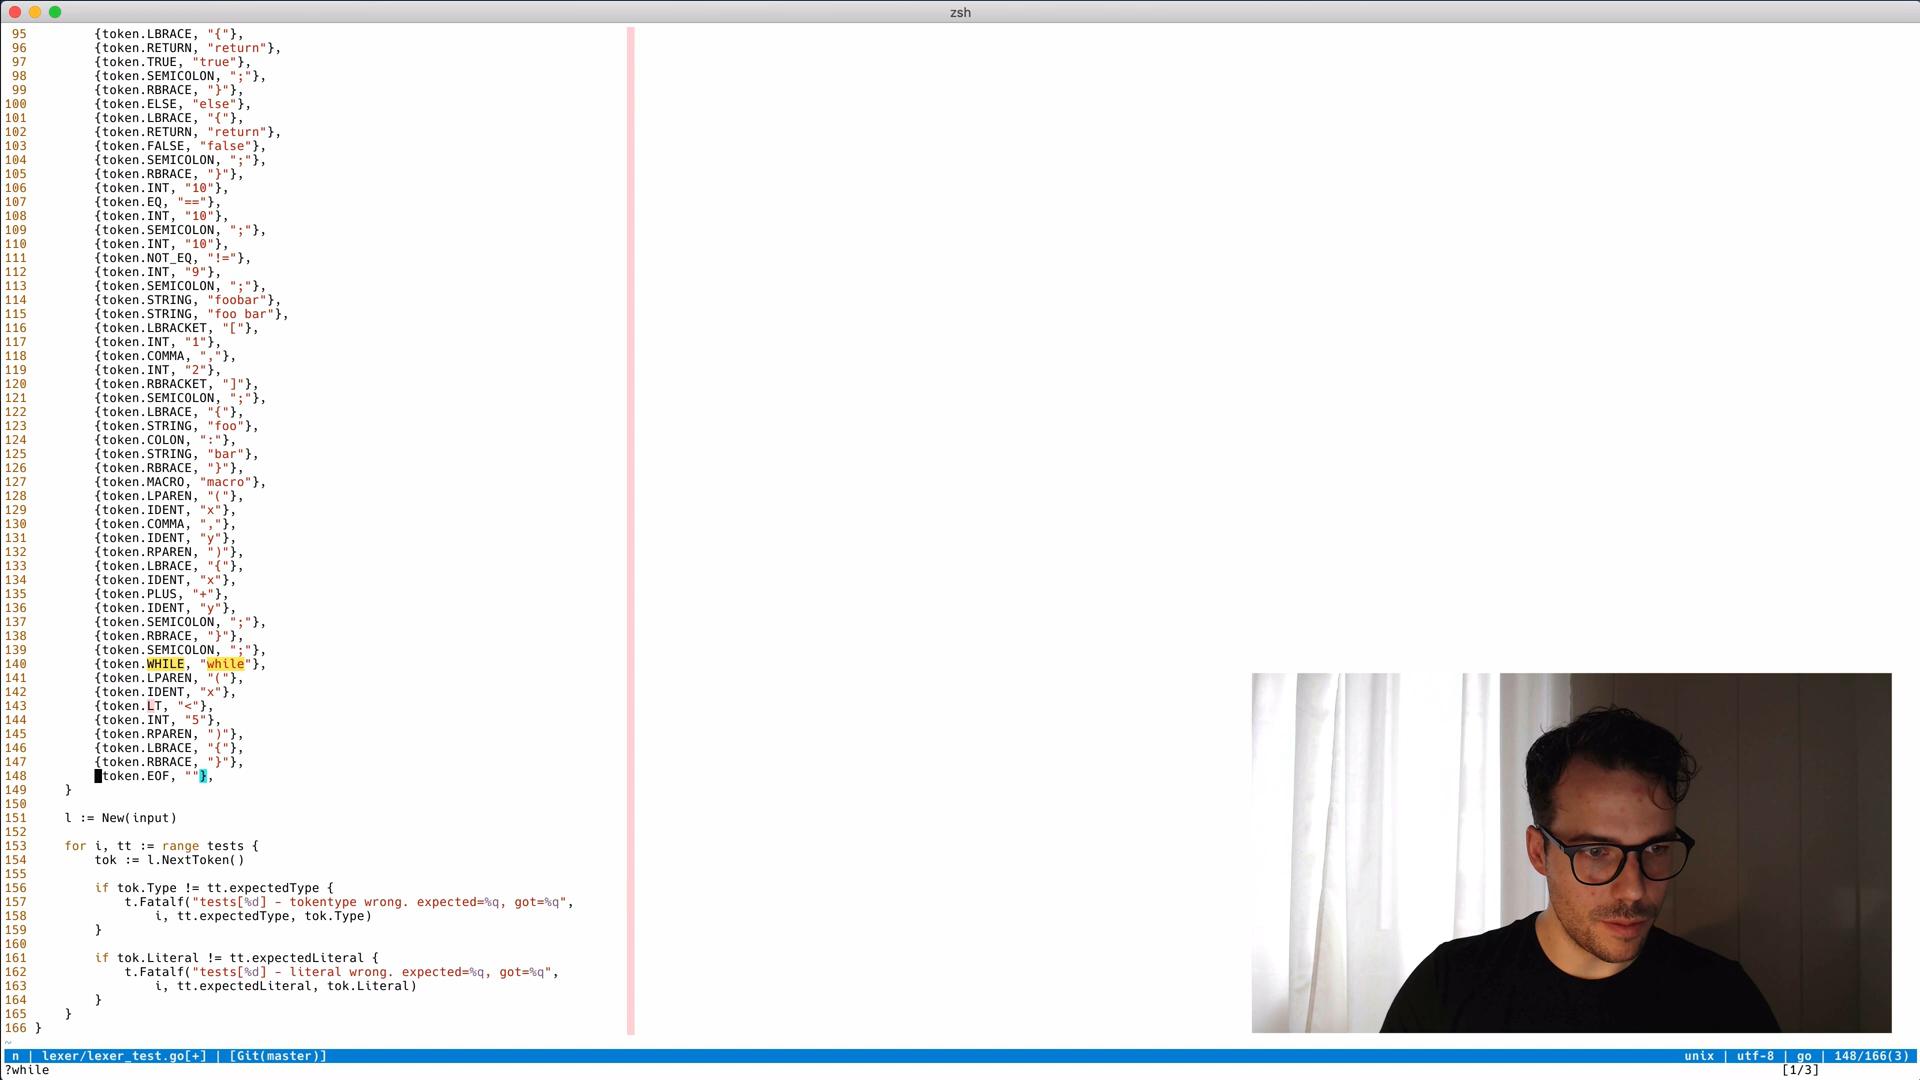 zsh
95 {token.LBRACE, "{"},
96 {token.RETURN, "return"},
97 {token.TRUE, "true"},
98 {token.SEMICOLON, ";"},
99 {token.RBRACE, "}"},
100 {token.ELSE, "else"},
101 {token.LBRACE, "{"},
102 {token.RETURN, "return"},
103 {token.FALSE, "false"},
104 {token.SEMICOLON, ";"},
105 {token.RBRACE, "}"},
106 {token.INT, "10"},
107 {token.EQ, "=="},
108 {token.INT, "10"},
109 {token.SEMICOLON, ";"},
110 {token.INT, "10"},
111 {token.NOT_EQ, "!="},
112 {token.INT, "9"},
113 {token.SEMICOLON, ";"},
114 {token.STRING, "foobar"},
115 {token.STRING, "foo bar"},
116 {token.LBRACKET, "["},
117 {token.INT, "1"},
118 {token.COMMA, ","},
119 {token.INT, "2"},
120 {token.RBRACKET, "]"},
121 {token.SEMICOLON, ";"},
122 {token.LBRACE, "{"},
123 {token.STRING, "foo"},
124 {token.COLON, ":"},
125 {token.STRING, "bar"},
126 {token.RBRACE, "}"},
127 {token.MACRO, "macro"},
128 {token.LPAREN, "("},
129 {token.IDENT, "x"},
130 {token.COMMA, ","},
131 {token.IDENT, "y"},
132 {token.RPAREN, ")"},
133 {token.LBRACE, "{"},
134 {token.IDENT, "x"},
135 {token.PLUS, "+"},
136 {token.IDENT, "y"},
137 {token.SEMICOLON, ";"},
138 {token.RBRACE, "}"},
139 {token.SEMICOLON, ";"},
140 {token.WHILE, "while"},
141 {token.LPAREN, "("},
142 {token.IDENT, "x"},
143 {token.LT, "<"},
144 {token.INT, "5"},
145 {token.RPAREN, ")"},
146 {token.LBRACE, "{"},
147 {token.RBRACE, "}"},
148 token.EOF, ""},
149 }
150
151 l := New(input)
152
153 for i, tt := range tests {
154 tok := l.NextToken()
155
156 if tok.Type != tt.expectedType {
157 t.Fatalf("tests[%d] - tokentype wrong. expected=%q, got=%q",
158 i, tt.expectedType, tok.Type)
159 }
160
161 if tok.Literal != tt.expectedLiteral {
162 t.Fatalf("tests[%d] - literal wrong. expected=%q, got=%q",
163 i, tt.expectedLiteral, tok.Literal)
164 }
165 }
166 }
~
n | lexer/lexer_test.go[+] | [Git(master)] unix | utf-8 | go | 148/166(3)
?while [1/3]